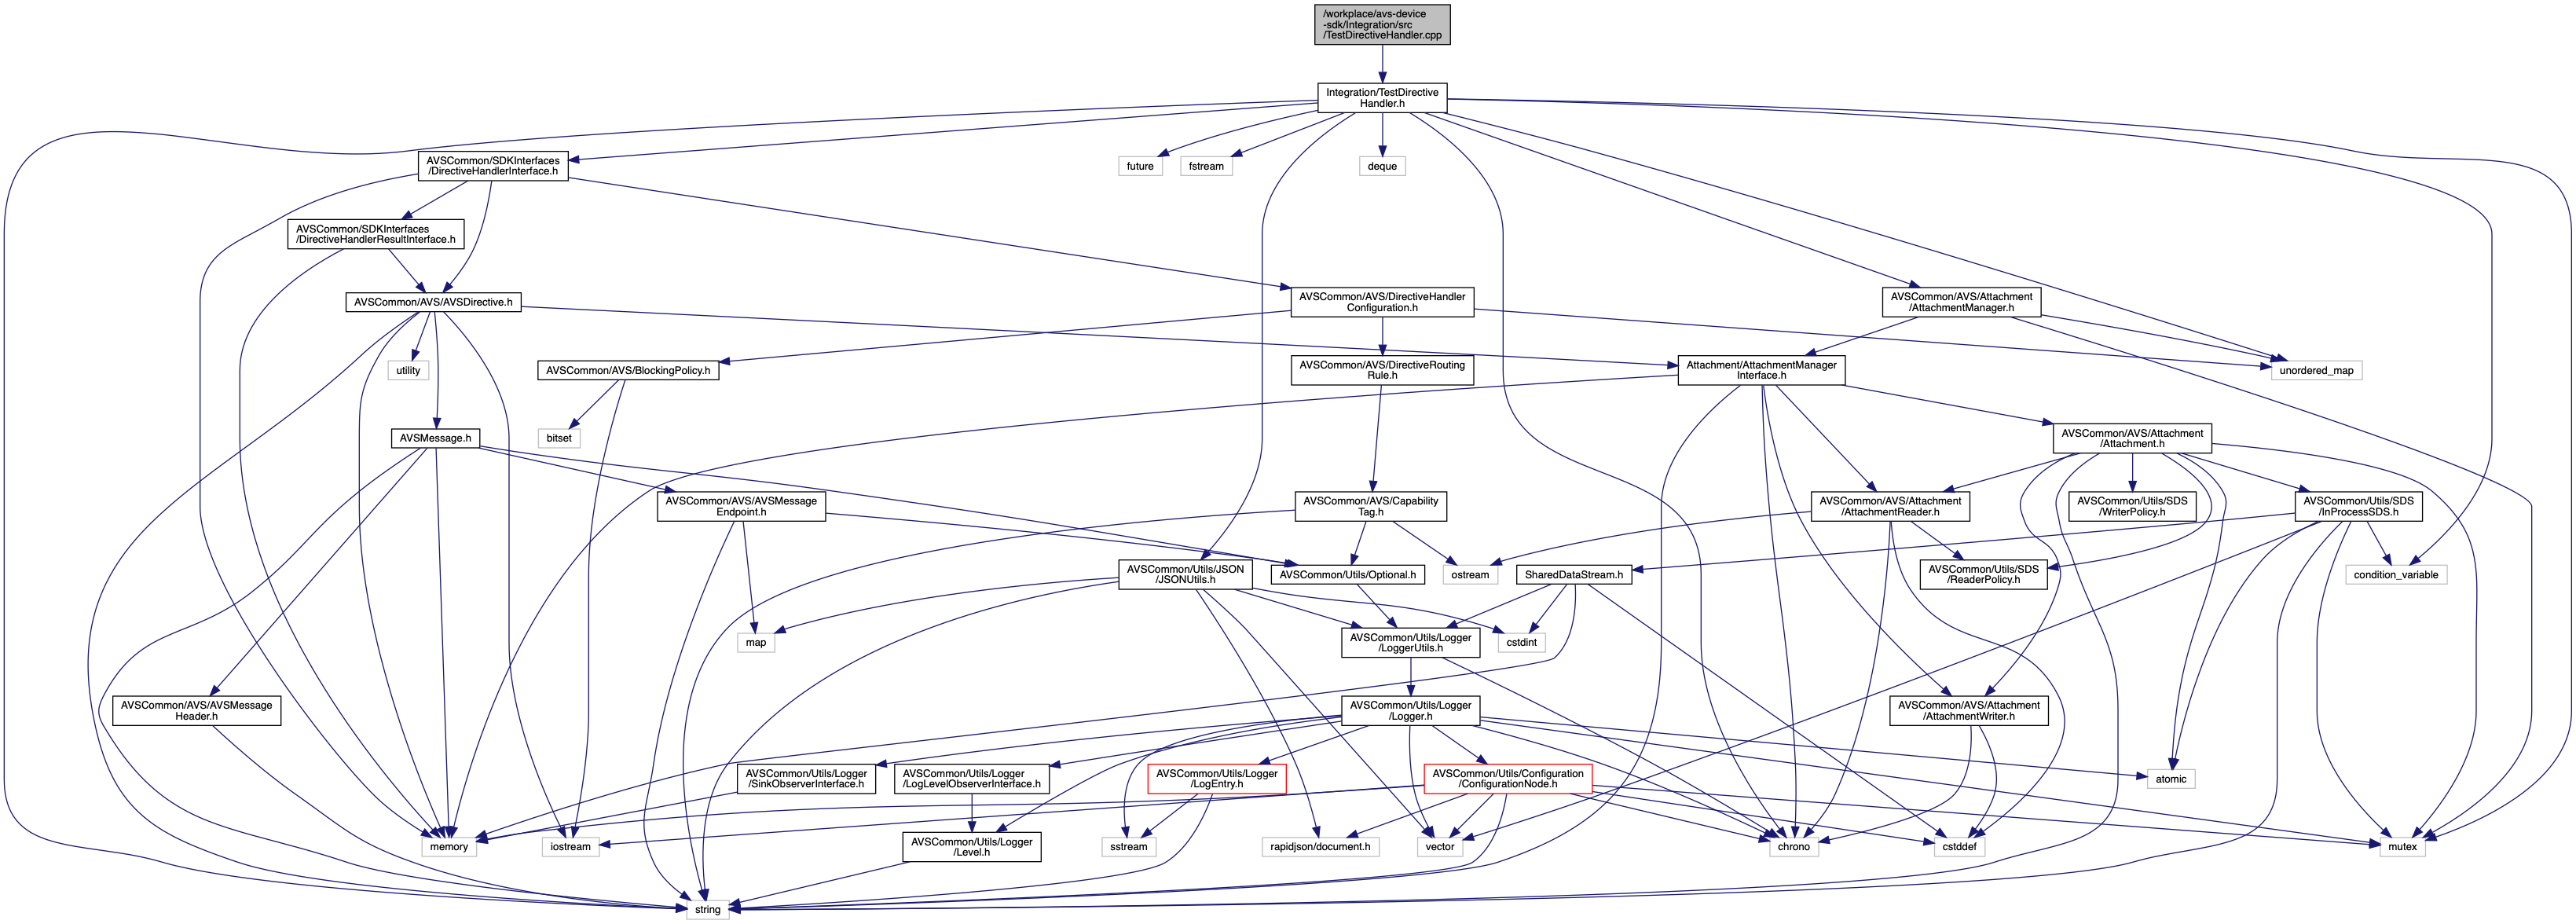 /workplace/avs-device
-sdk/Integration/src
/TestDirectiveHandler.cpp
Integration/TestDirective
Handler.h
AVSCommon/SDKInterfaces
/DirectiveHandlerInterface.h
future
fstream
deque
AVSCommon/SDKInterfaces
/DirectiveHandlerResultInterface.h
AVSCommon/AVS/AVSDirective.h
AVSCommon/AVS/DirectiveHandler
Configuration.h
AVSCommon/AVS/Attachment
/AttachmentManager.h
utility
AVSCommon/AVS/BlockingPolicy.h
AVSCommon/AVS/DirectiveRouting
Rule.h
Attachment/AttachmentManager
Interface.h
unordered_map
AVSMessage.h
bitset
AVSCommon/AVS/Attachment
/Attachment.h
AVSCommon/AVS/AVSMessage
Endpoint.h
AVSCommon/AVS/Capability
Tag.h
AVSCommon/AVS/Attachment
/AttachmentReader.h
AVSCommon/Utils/SDS
/WriterPolicy.h
AVSCommon/Utils/SDS
/InProcessSDS.h
AVSCommon/Utils/JSON
/JSONUtils.h
AVSCommon/Utils/Optional.h
ostream
SharedDataStream.h
AVSCommon/Utils/SDS
/ReaderPolicy.h
condition_variable
map
AVSCommon/Utils/Logger
/LoggerUtils.h
cstdint
AVSCommon/AVS/AVSMessage
Header.h
AVSCommon/Utils/Logger
/Logger.h
AVSCommon/AVS/Attachment
/AttachmentWriter.h
AVSCommon/Utils/Logger
/SinkObserverInterface.h
AVSCommon/Utils/Logger
/LogLevelObserverInterface.h
AVSCommon/Utils/Logger
/LogEntry.h
AVSCommon/Utils/Configuration
/ConfigurationNode.h
atomic
memory
iostream
AVSCommon/Utils/Logger
/Level.h
sstream
rapidjson/document.h
vector
chrono
cstddef
mutex
string